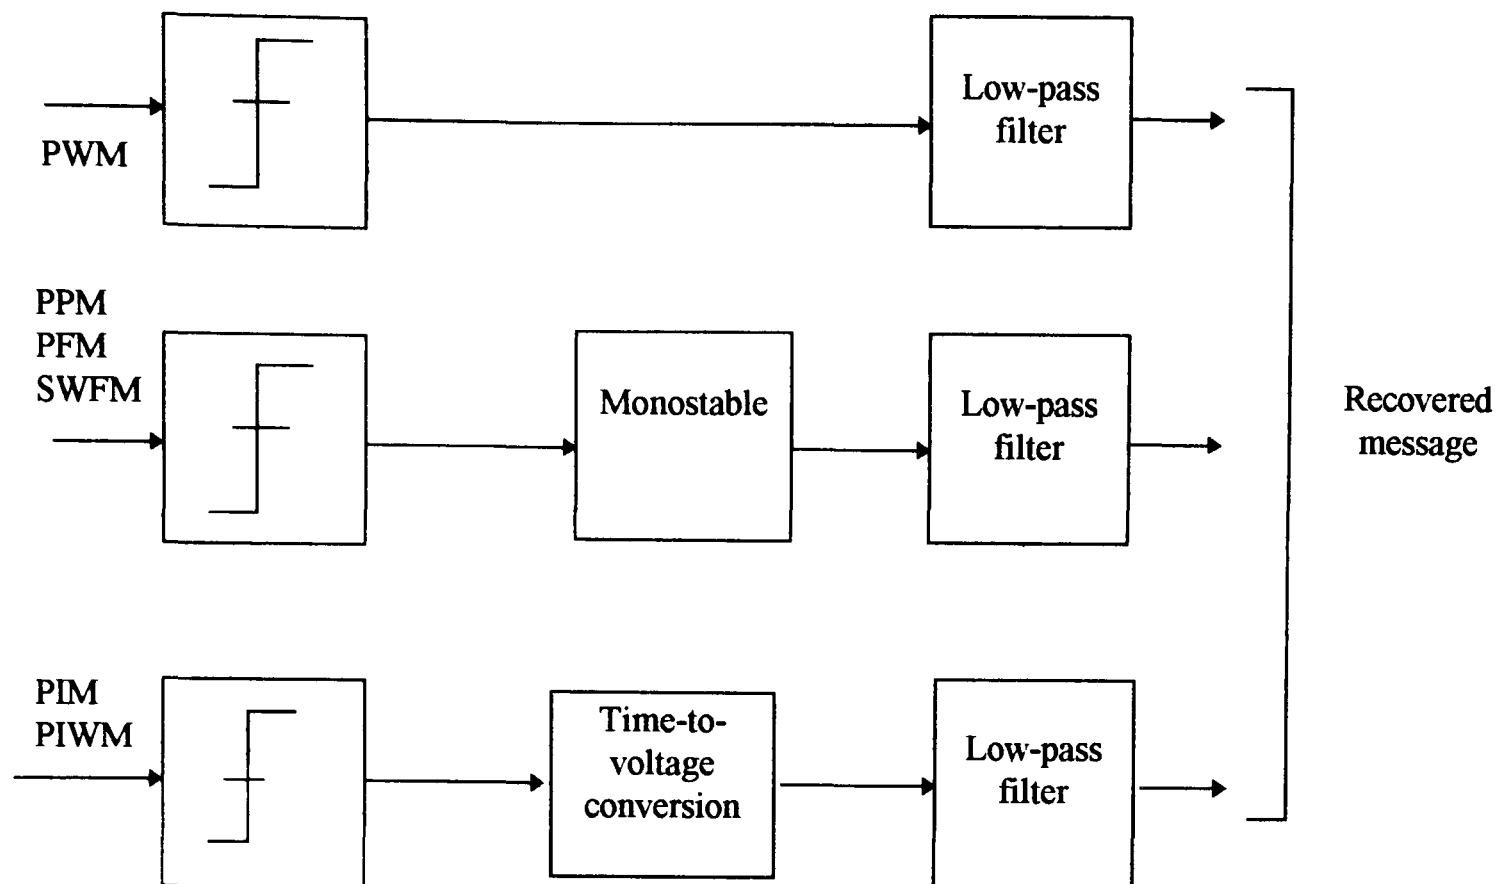 PWM
Low-pass
filter
PPM
PFM
SWFM
Monostable
Low-pass
filter
Recovered
message
PIM
PIWM
Time-to-
voltage
conversion
Low-pass
filter